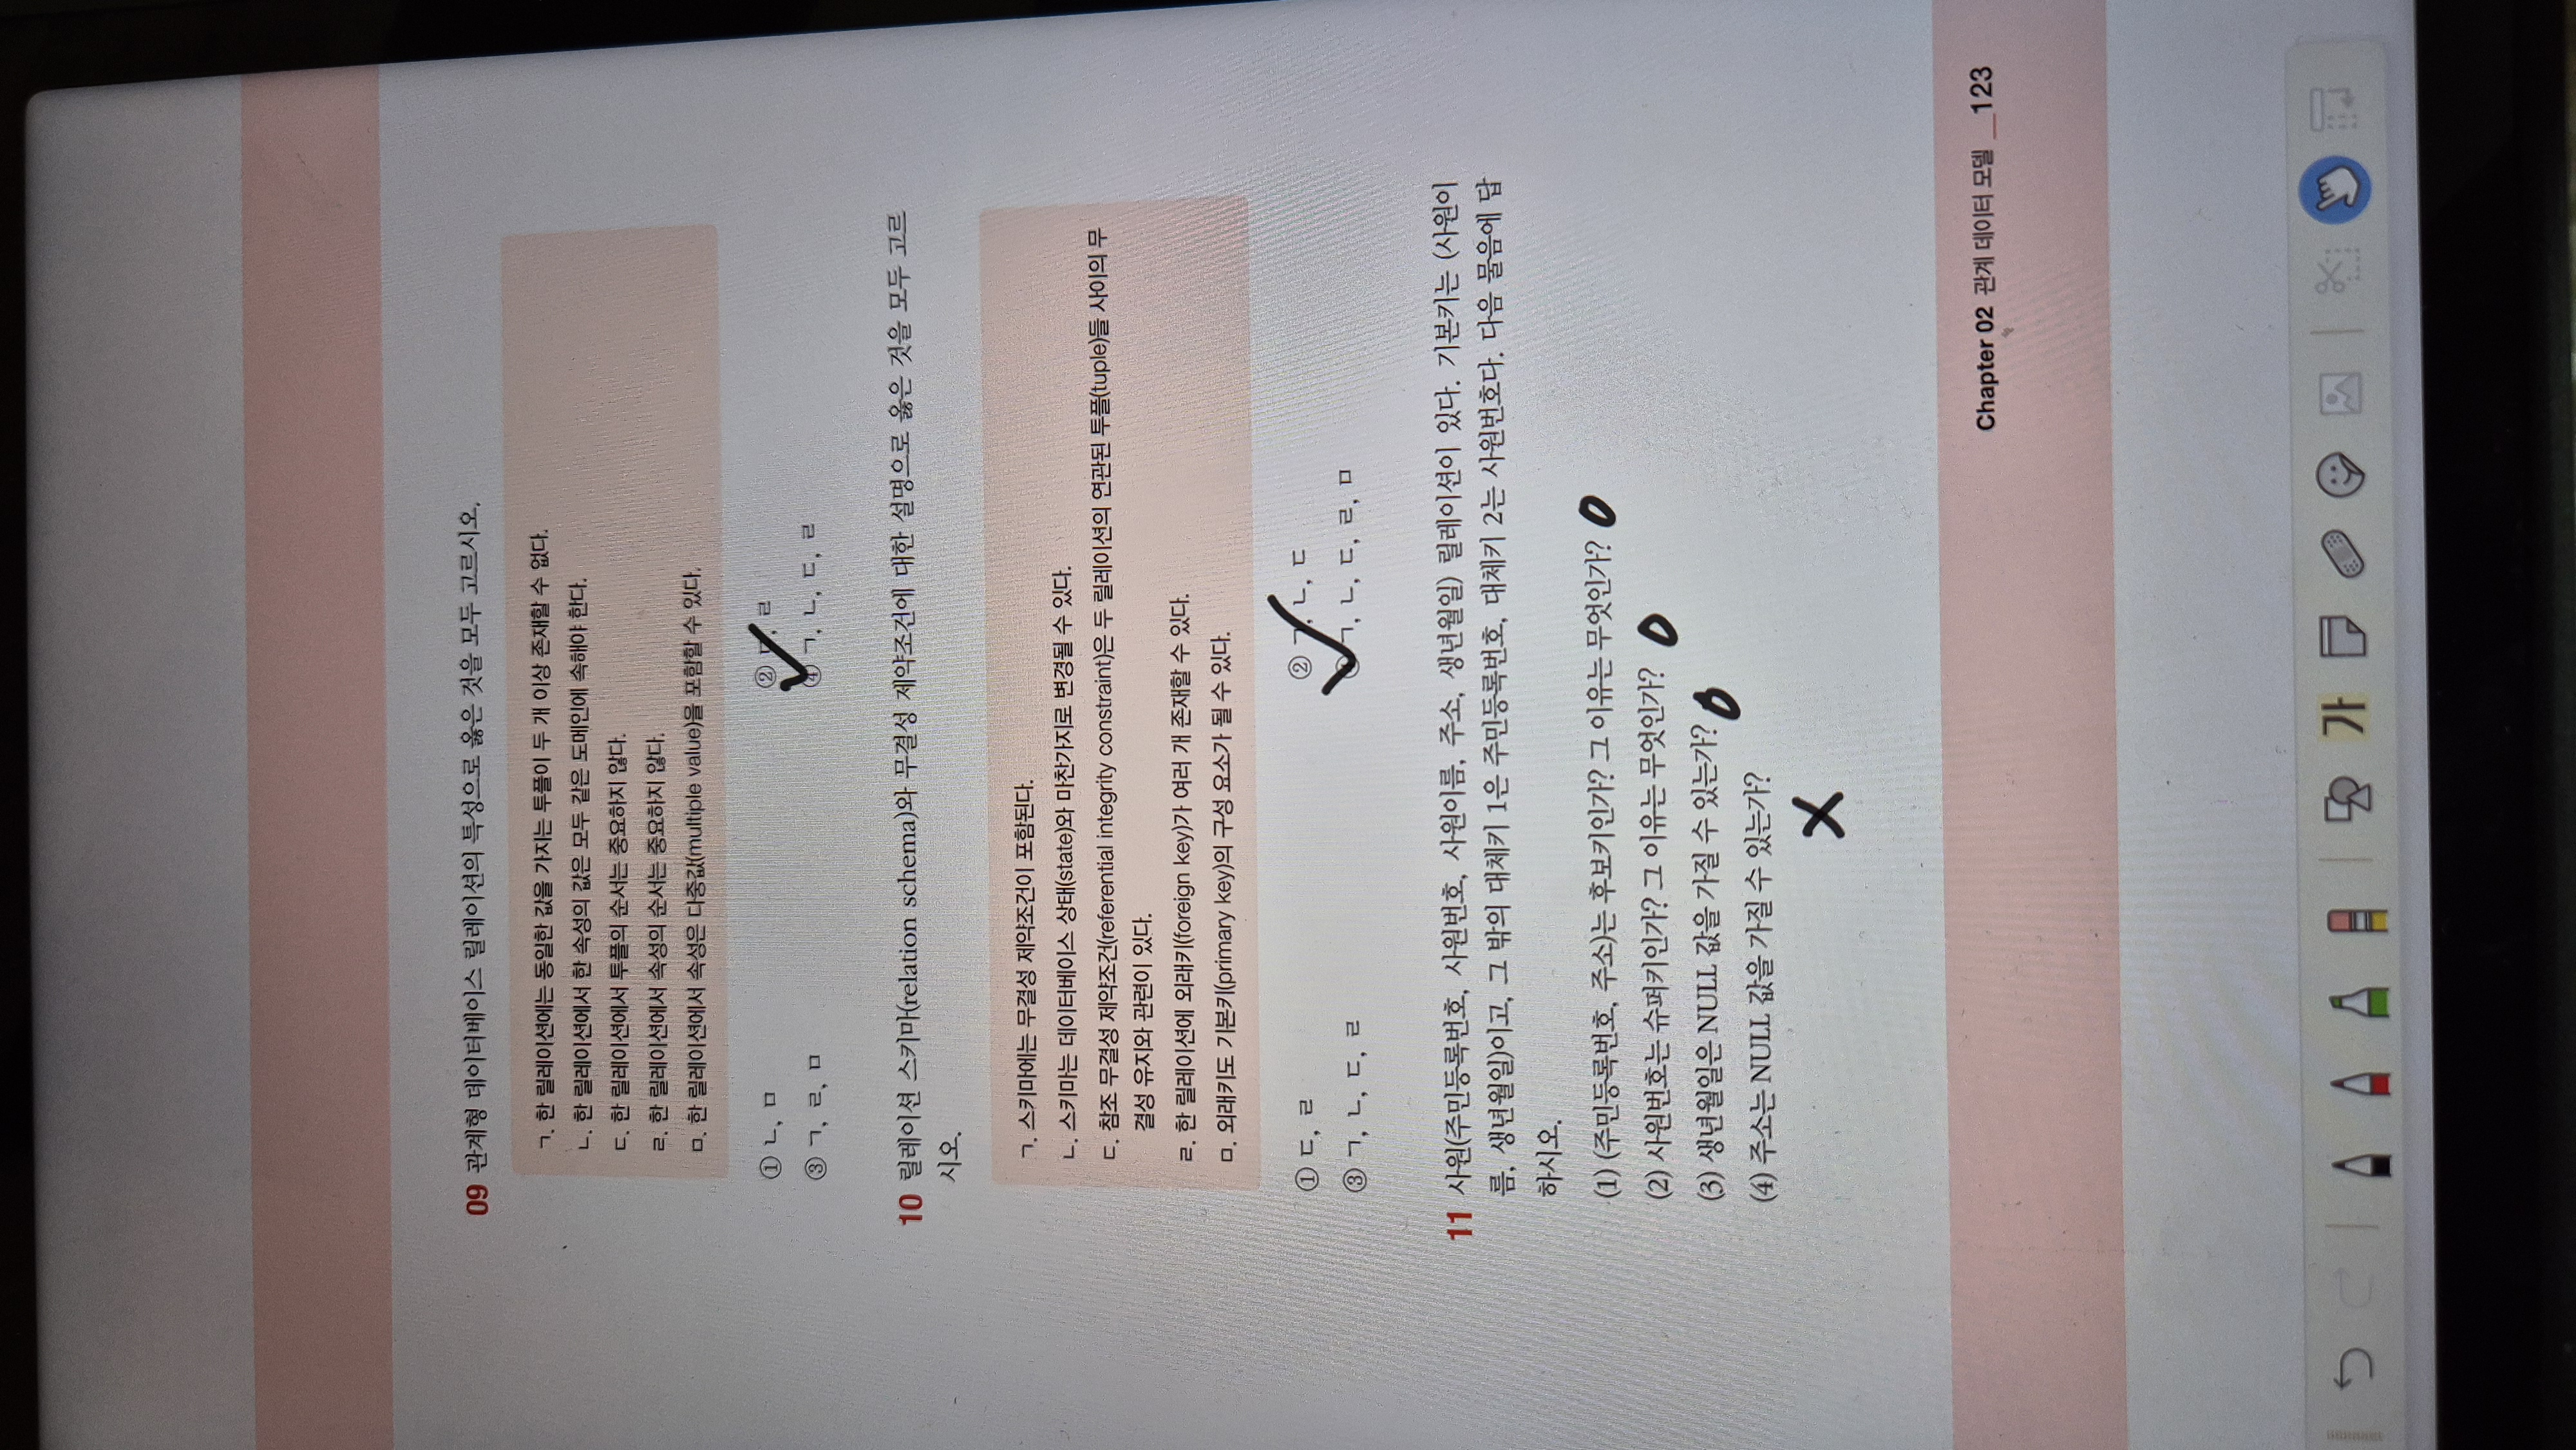 09 관계형 데이터베이스 릴레이션의 특성으로 옳은 것을 모두 고르시오.
ㄱ. 한 릴레이션에는 동일한 값을 가지는 투플이 두 개 이상 존재할 수 없다.
ㄴ. 한 릴레이션에서 한 속성의 값은 모두 같은 도메인에 속해야 한다.
ㄷ. 한 릴레이션에서 투플의 순서는 중요하지 않다.
ㄹ. 한 릴레이션에서 속성의 순서는 중요하지 않다.
ㅁ. 한 릴레이션에서 속성은 다중값(multiple value)을 포함할 수 있다.
① ㄴ, ㅁ
② ㄷ, ㄹ
③ ㄱ, ㄹ, ㅁ
④ ㄱ, ㄴ, ㄷ, ㄹ
10 릴레이션 스키마(relation schema)와 무결성 제약조건에 대한 설명으로 옳은 것을 모두 고르
시오.
ㄱ. 스키마에는 무결성 제약조건이 포함된다.
ㄴ. 스키마는 데이터베이스 상태(state)와 마찬가지로 변경될 수 있다.
ㄷ. 참조 무결성 제약조건(referential integrity constraint)은 두 릴레이션의 연관된 투플(tuple)들 사이의 무
결성 유지와 관련이 있다.
ㄹ. 한 릴레이션에 외래키(foreign key)가 여러 개 존재할 수 있다.
ㅁ. 외래키도 기본키(primary key)의 구성 요소가 될 수 있다.
① ㄷ, ㄹ
② ㄱ, ㄴ, ㄷ
③ ㄱ, ㄴ, ㄷ, ㄹ
④ ㄱ, ㄴ, ㄷ, ㄹ, ㅁ
11 사원(주민등록번호, 사원번호, 사원이름, 주소, 생년월일) 릴레이션이 있다. 기본키는 (사원이
름, 생년월일)이고, 그 밖의 대체키 1은 주민등록번호, 대체키 2는 사원번호다. 다음 물음에 답
하시오.
(1) (주민등록번호, 주소)는 후보키인가? 그 이유는 무엇인가? O
(2) 사원번호는 슈퍼키인가? 그 이유는 무엇인가? O
(3) 생년월일은 NULL 값을 가질 수 있는가? O
(4) 주소는 NULL 값을 가질 수 있는가?
X
Chapter 02 관계 데이터 모델 __123
가